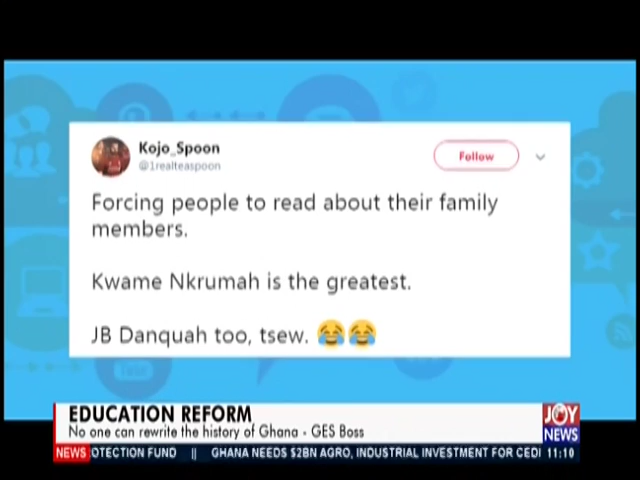 Kojo_Spoon
@1realteaspoon
Follow
Forcing people to read about their family
members.
Kwame Nkrumah is the greatest.
JB Danquah too, tsew. 😂😂
EDUCATION REFORM
No one can rewrite the history of Ghana - GES Boss
JOY
NEWS
NEWS OTECTION FUND || GHANA NEEDS $2BN AGRO, INDUSTRIAL INVESTMENT FOR CEDI 11:10